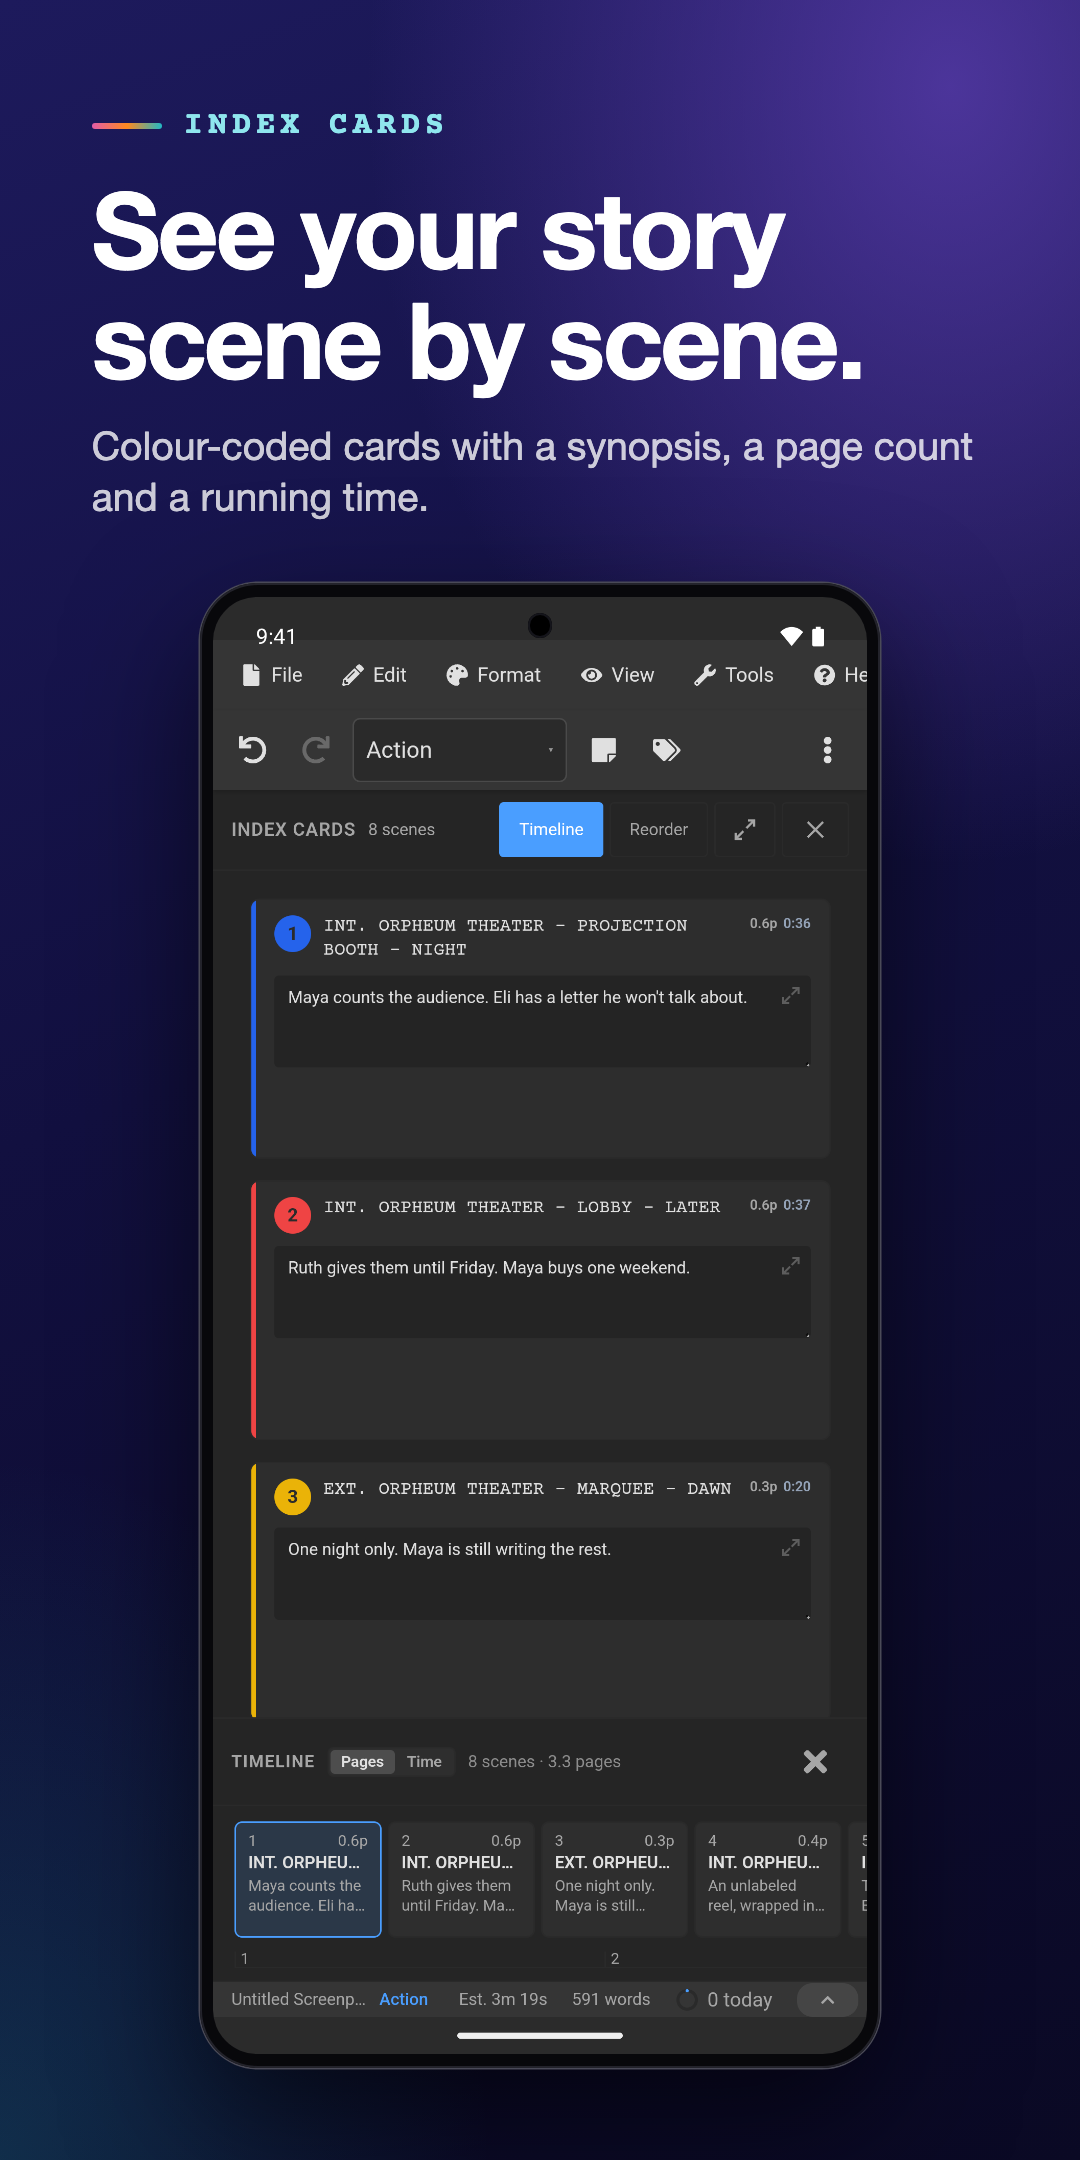 INDEX CARDS
See your story
scene by scene.
Colour-coded cards with a synopsis, a page count
and a running time.
9:41
File Edit Format View Tools He
Action
INDEX CARDS 8 scenes Timeline Reorder
1 INT. ORPHEUM THEATER - PROJECTION 0.6p 0:36
BOOTH - NIGHT
Maya counts the audience. Eli has a letter he won't talk about.
2 INT. ORPHEUM THEATER - LOBBY - LATER 0.6p 0:37
Ruth gives them until Friday. Maya buys one weekend.
3 EXT. ORPHEUM THEATER - MARQUEE - DAWN 0.3p 0:20
One night only. Maya is still writing the rest.
TIMELINE Pages Time 8 scenes · 3.3 pages
1 0.6p 2 0.6p 3 0.3p 4 0.4p
INT. ORPHEU... INT. ORPHEU... EXT. ORPHEU... INT. ORPHEU...
Maya counts the Ruth gives them One night only. An unlabeled
audience. Eli ha... until Friday. Ma... Maya is still... reel, wrapped in...
1 2
Untitled Screenp... Action Est. 3m 19s 591 words 0 today